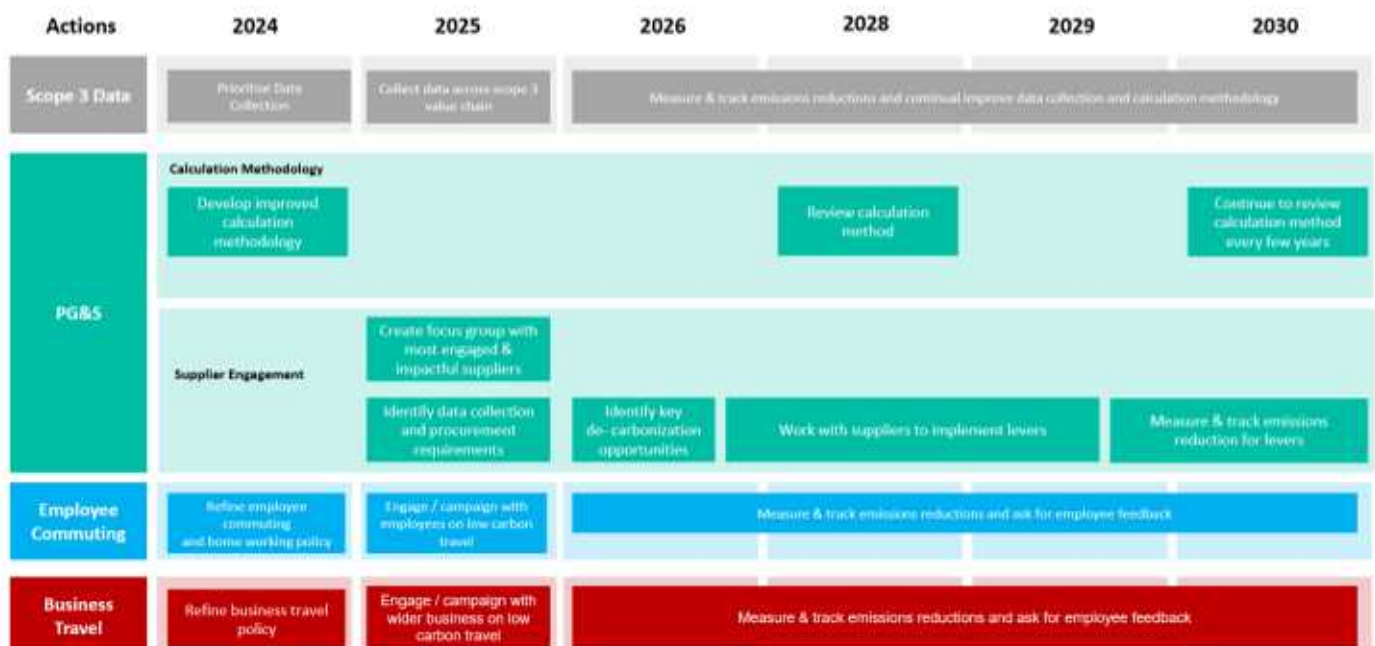 Actions 2024 2025 2026 2028 2029 2030
Scope 3 Data
Prioritise Data
Collection
Collect data across scope 3
value chain
Measure & track emissions reductions and continual improve data collection and calculation methodology
PG&S
Calculation Methodology
Develop improved
calculation
methodology
Review calculation
method
Continue to review
calculation method
every few years
Supplier Engagement
Create focus group with
most engaged &
impactful suppliers
Identify data collection
and procurement
requirements
Identify key
de- carbonization
opportunities
Work with suppliers to implement levers
Measure & track emissions
reduction for levers
Employee
Commuting
Refine employee
commuting
and home working policy
Engage / campaign with
employees on low carbon
travel
Measure & track emissions reductions and ask for employee feedback
Business
Travel
Refine business travel
policy
Engage / campaign with
wider business on low
carbon travel
Measure & track emissions reductions and ask for employee feedback